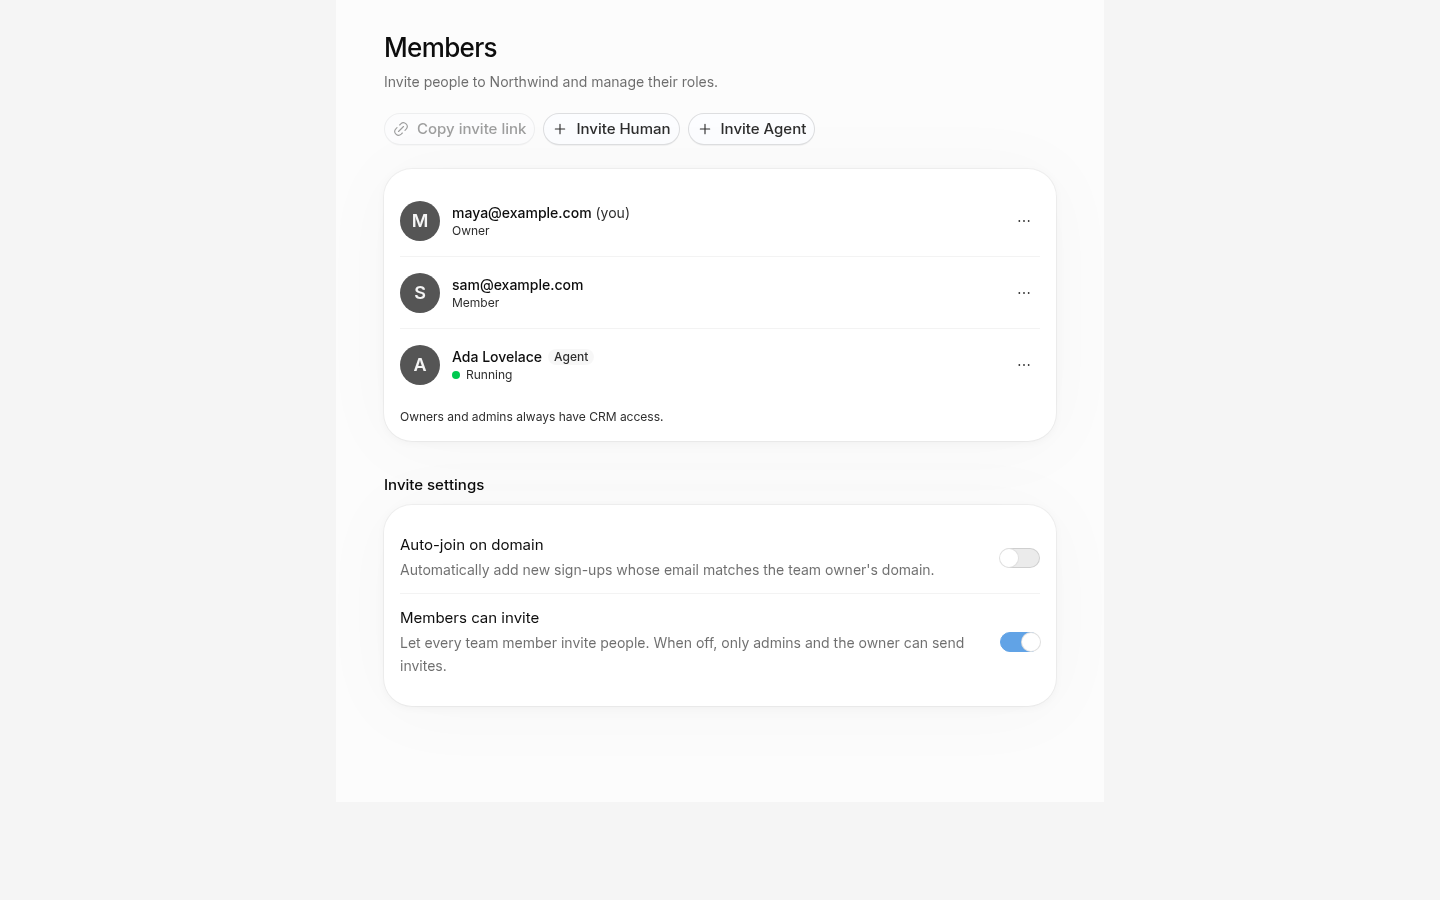 Members
Invite people to Northwind and manage their roles.
Copy invite link
Invite Human
Invite Agent
M
maya@example.com (you)
Owner
S
sam@example.com
Member
A
Ada Lovelace Agent
Running
Owners and admins always have CRM access.
Invite settings
Auto-join on domain
Automatically add new sign-ups whose email matches the team owner's domain.
Members can invite
Let every team member invite people. When off, only admins and the owner can send
invites.